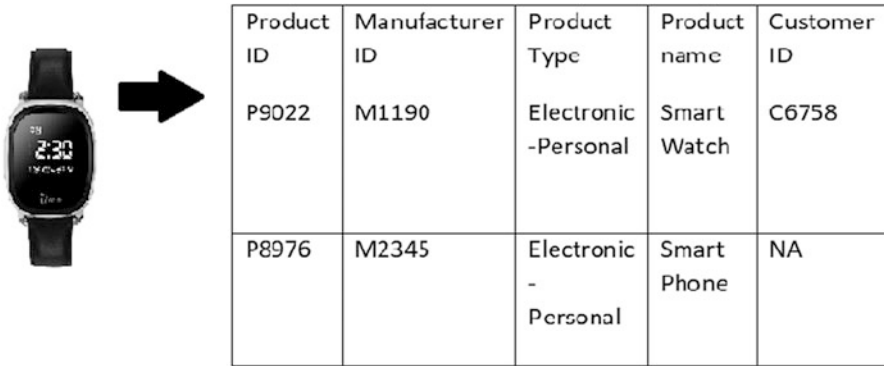 2:30
Product ID
Manufacturer ID
Product Type
Product name
Customer ID
P9022
M1190
Electronic -Personal
Smart Watch
C6758
P8976
M2345
Electronic - Personal
Smart Phone
NA